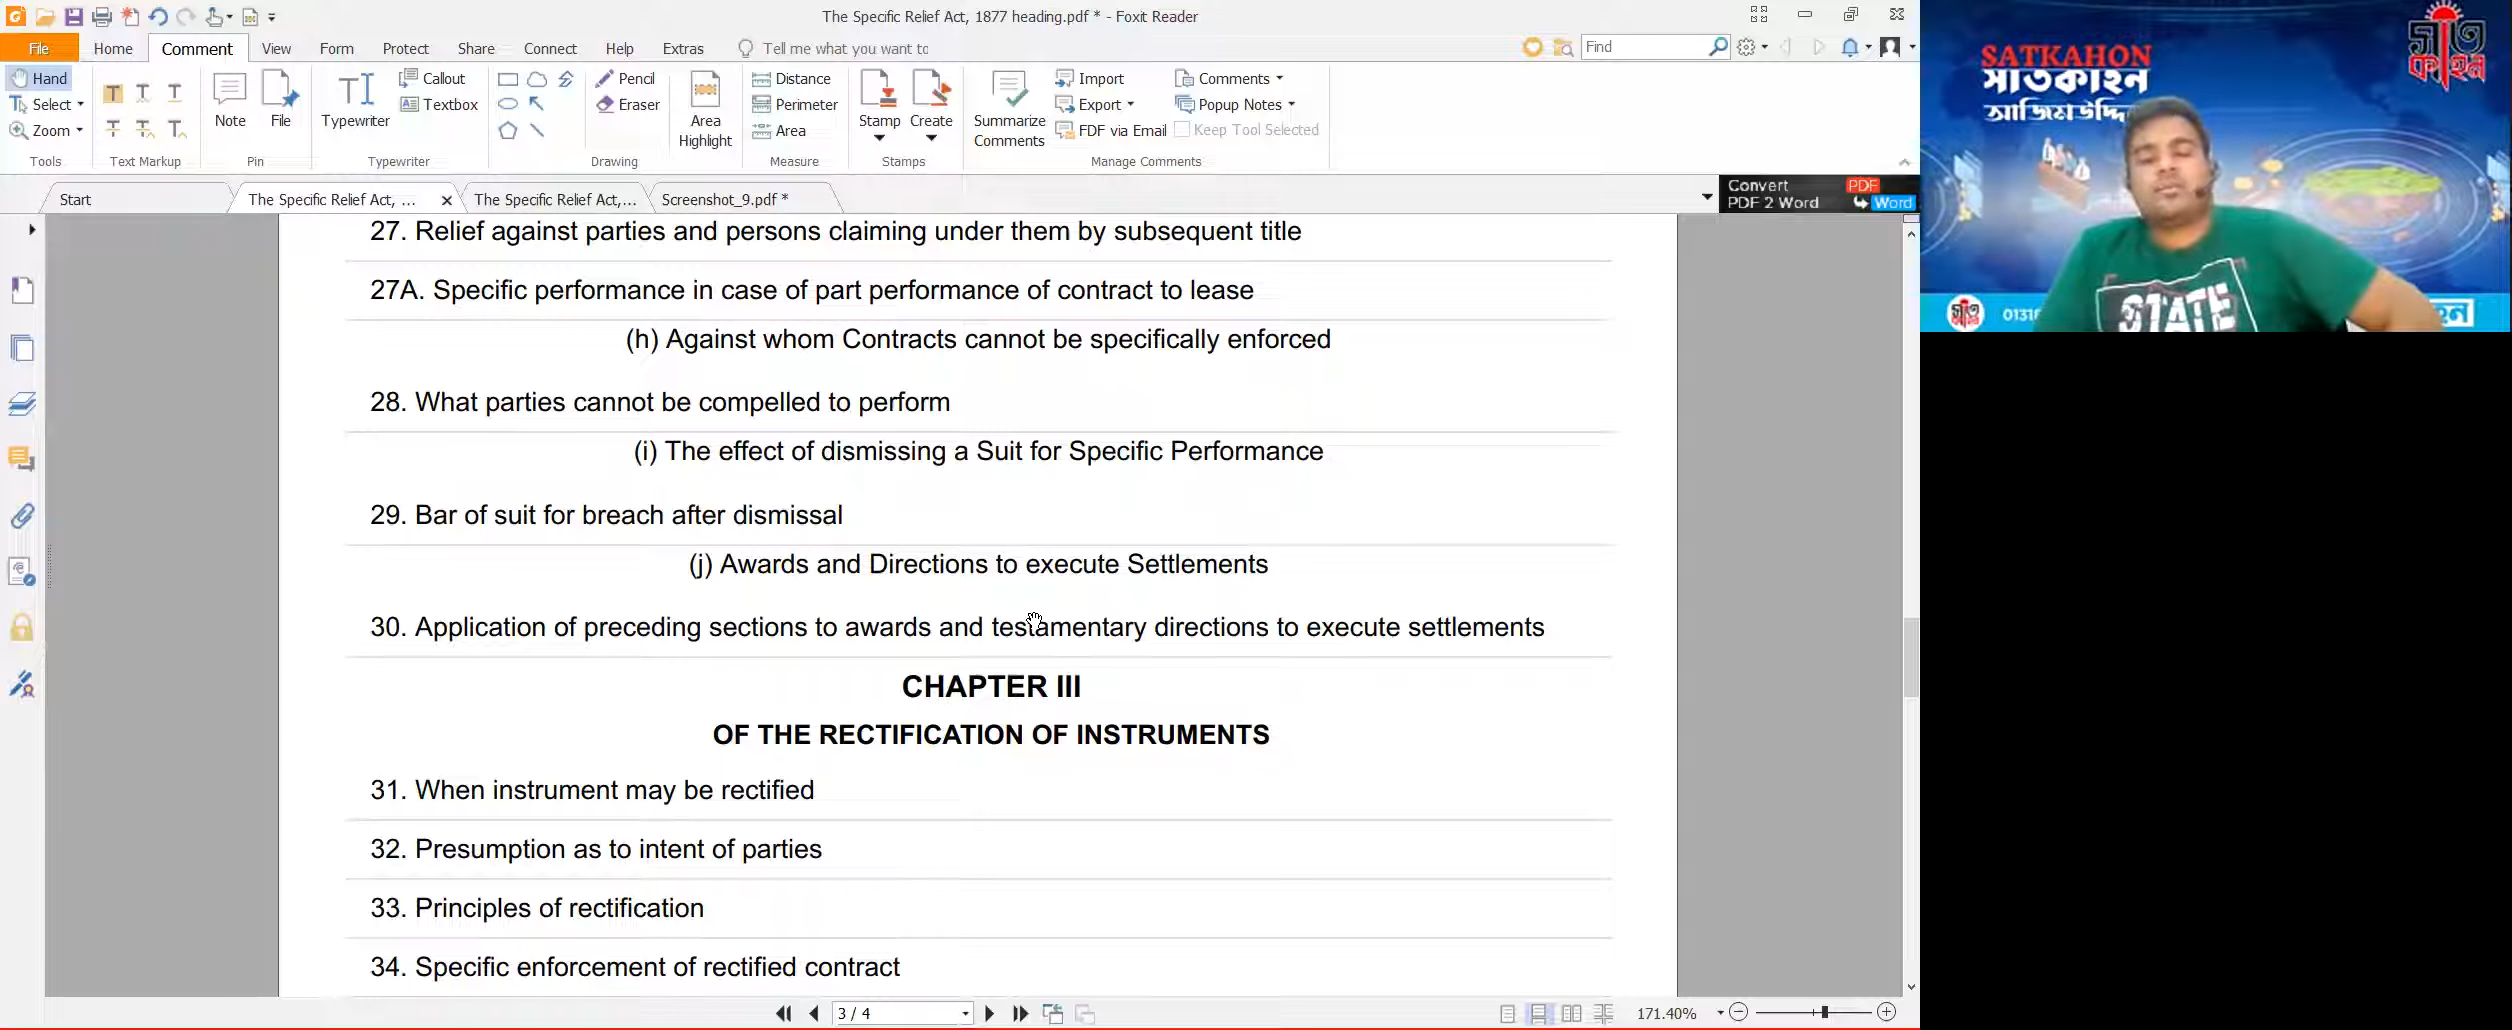 The Specific Relief Act, 1877 heading.pdf * - Foxit Reader
File Home Comment View Form Protect Share Connect Help Extras Tell me what you want to Find
Hand
Select
Zoom
Tools
Text Markup
Note
File
Pin
Typewriter
Callout
Textbox
Typewriter
Pencil
Eraser
Drawing
Area
Highlight
Distance
Perimeter
Area
Measure
Stamp
Create
Stamps
Summarize
Comments
Import
Export
FDF via Email
Comments
Popup Notes
Keep Tool Selected
Manage Comments
Start
The Specific Relief Act, ...
The Specific Relief Act,...
Screenshot_9.pdf *
Convert PDF
PDF 2 Word Word
27. Relief against parties and persons claiming under them by subsequent title
27A. Specific performance in case of part performance of contract to lease
(h) Against whom Contracts cannot be specifically enforced
28. What parties cannot be compelled to perform
(i) The effect of dismissing a Suit for Specific Performance
29. Bar of suit for breach after dismissal
(j) Awards and Directions to execute Settlements
30. Application of preceding sections to awards and testamentary directions to execute settlements
CHAPTER III
OF THE RECTIFICATION OF INSTRUMENTS
31. When instrument may be rectified
32. Presumption as to intent of parties
33. Principles of rectification
34. Specific enforcement of rectified contract
3 / 4
171.40%
SATKAHON
সাতকাহন
আজিম উদ্দি
সাত
কাহন
STATE
0131
হন